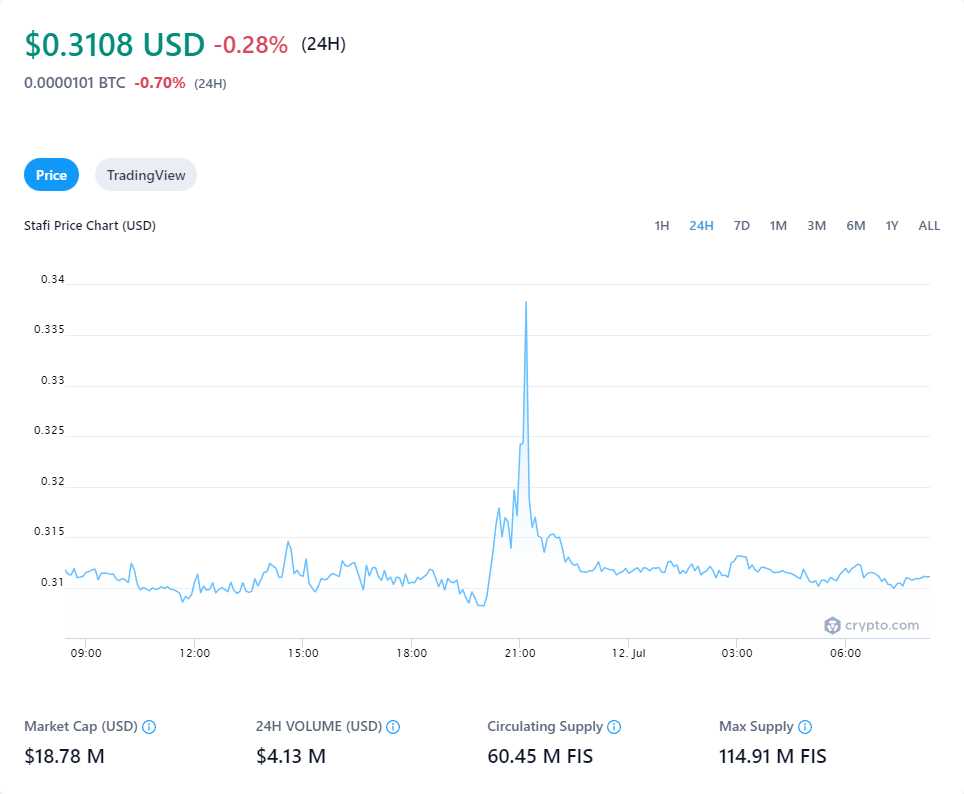 $0.3108 USD -0.28% (24H)
0.0000101 BTC -0.70% (24H)
Price TradingView
Stafi Price Chart (USD) 1H 24H 7D 1M 3M 6M 1Y ALL
0.34
0.335
0.33
0.325
0.32
0.315
0.31
crypto.com
09:00 12:00 15:00 18:00 21:00 12. Jul 03:00 06:00
Market Cap (USD) 24H VOLUME (USD) Circulating Supply Max Supply
$18.78 M $4.13 M 60.45 M FIS 114.91 M FIS